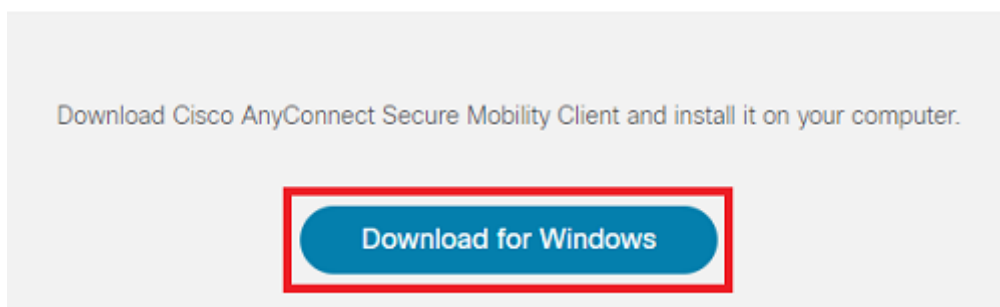 Download Cisco AnyConnect Secure Mobility Client and install it on your computer.
Download for Windows